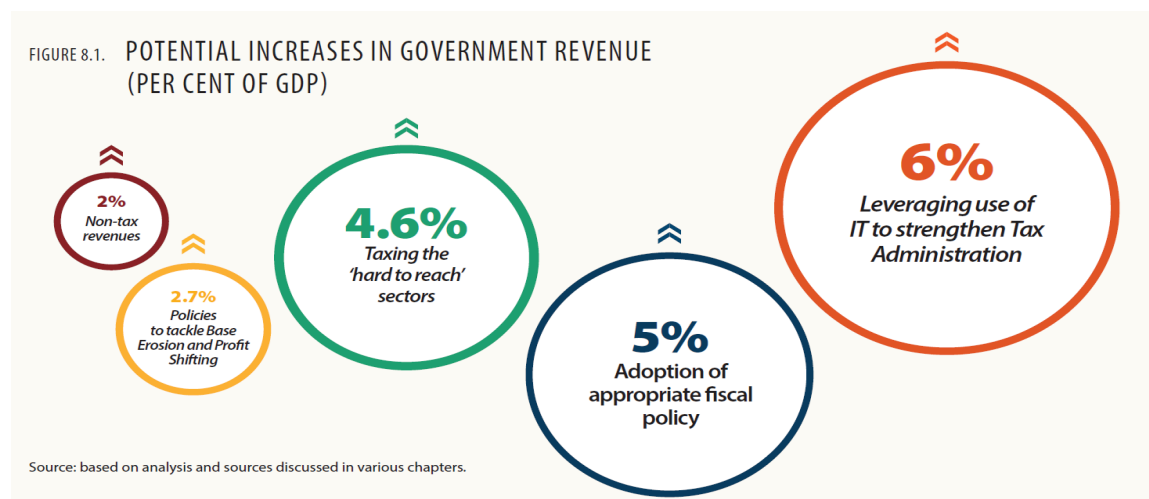 FIGURE 8.1. POTENTIAL INCREASES IN GOVERNMENT REVENUE
(PER CENT OF GDP)
2%
Non-tax
revenues
2.7%
Policies
to tackle Base
Erosion and Profit
Shifting
4.6%
Taxing the
‘hard to reach’
sectors
5%
Adoption of
appropriate fiscal
policy
6%
Leveraging use of
IT to strengthen Tax
Administration
Source: based on analysis and sources discussed in various chapters.